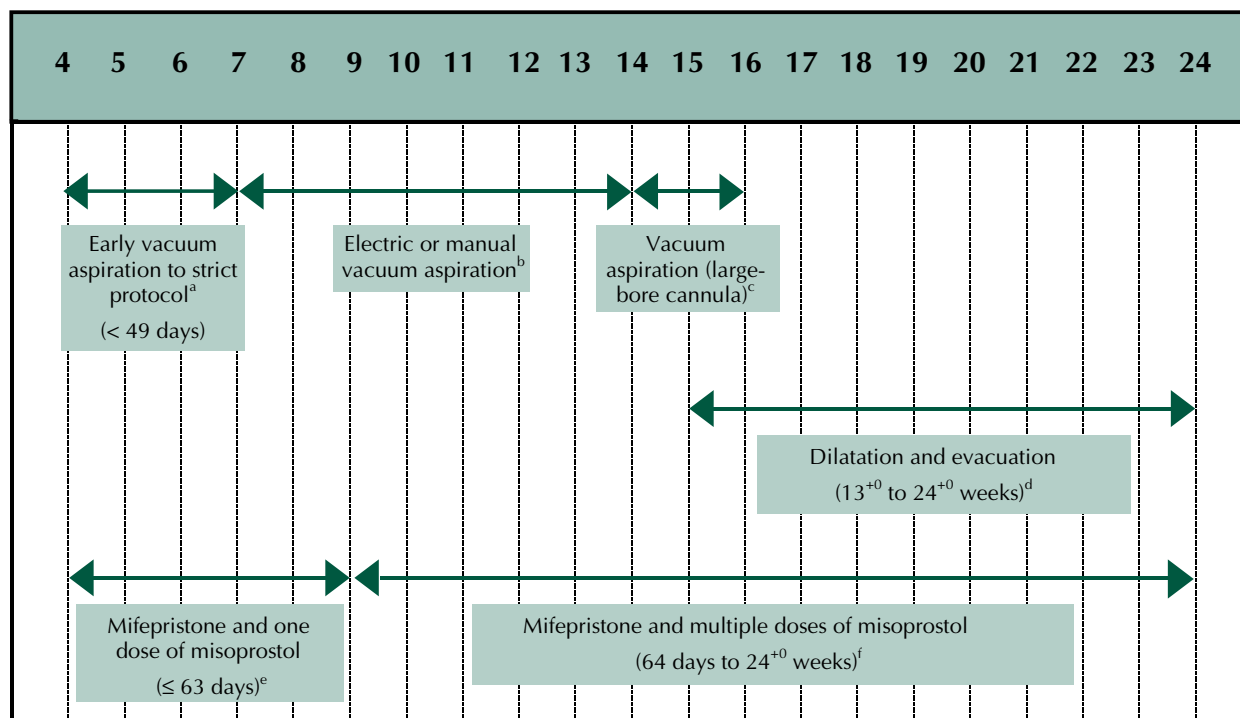 4 5 6 7 8 9 10 11 12 13 14 15 16 17 18 19 20 21 22 23 24
Early vacuum
aspiration to strict
protocolᵃ
(< 49 days)
Electric or manual
vacuum aspirationᵇ
Vacuum
aspiration (large-
bore cannula)ᶜ
Dilatation and evacuation
(13⁺⁰ to 24⁺⁰ weeks)ᵈ
Mifepristone and one
dose of misoprostol
(≤ 63 days)ᵉ
Mifepristone and multiple doses of misoprostol
(64 days to 24⁺⁰ weeks)ᶠ